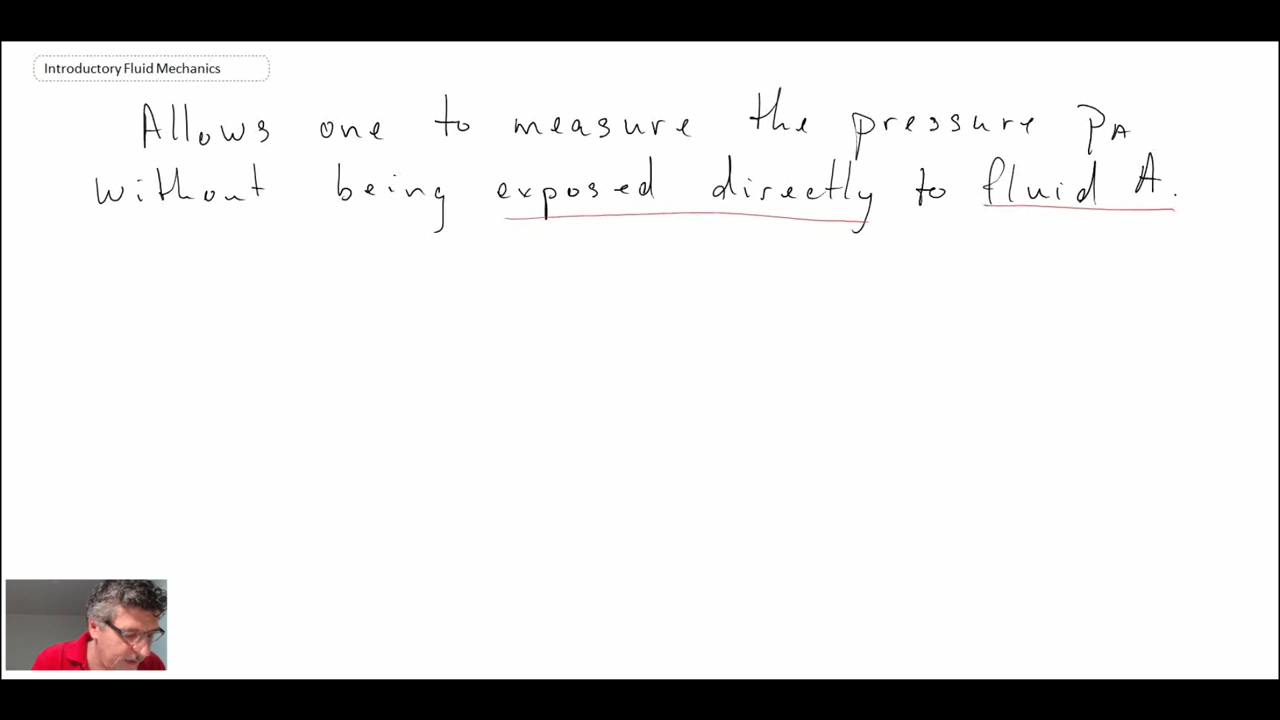 Introductory Fluid Mechanics
Allows one to measure the pressure PA
without being exposed directly to fluid A.